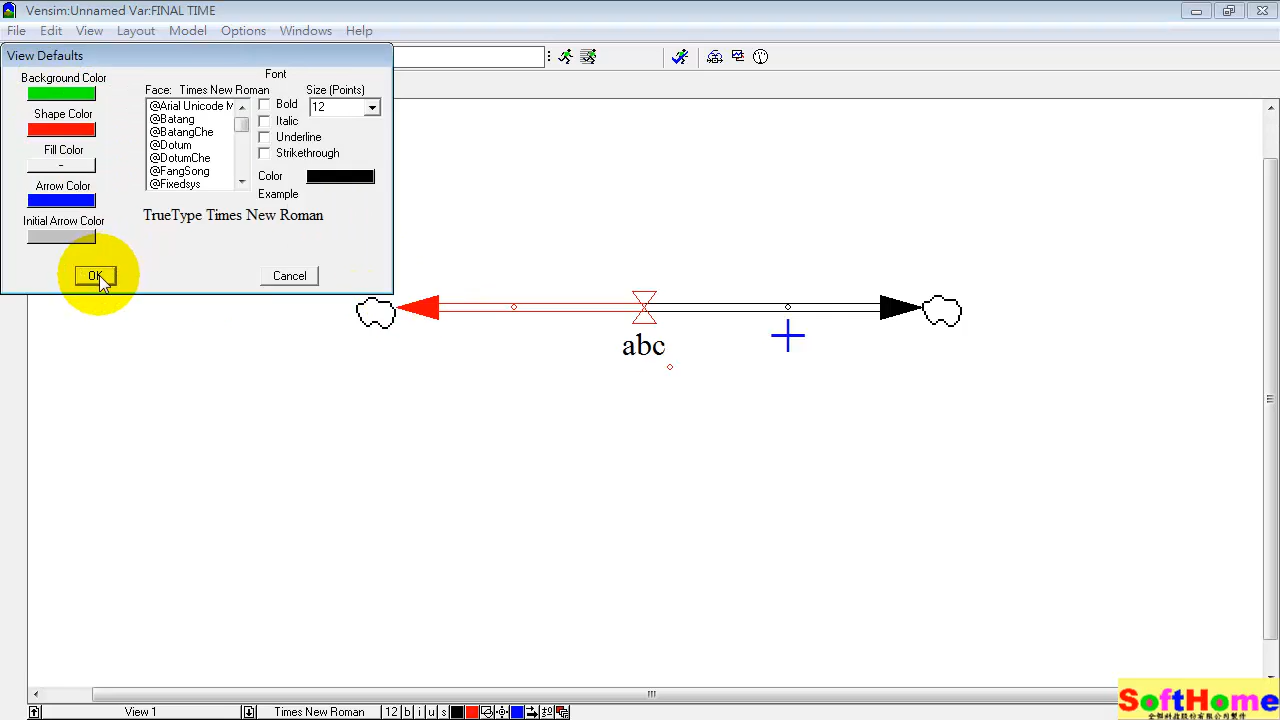 Vensim:Unnamed Var:FINAL TIME
File Edit View Layout Model Options Windows Help
View Defaults
Background Color
Shape Color
Fill Color
-
Arrow Color
Initial Arrow Color
Font
Face: Times New Roman
Size (Points)
@Arial Unicode M
@Batang
@BatangChe
@Dotum
@DotumChe
@FangSong
@Fixedsys
Bold
Italic
Underline
Strikethrough
12
Color
Example
TrueType Times New Roman
OK
Cancel
abc
View 1
Times New Roman
12 b i u s
SoftHome